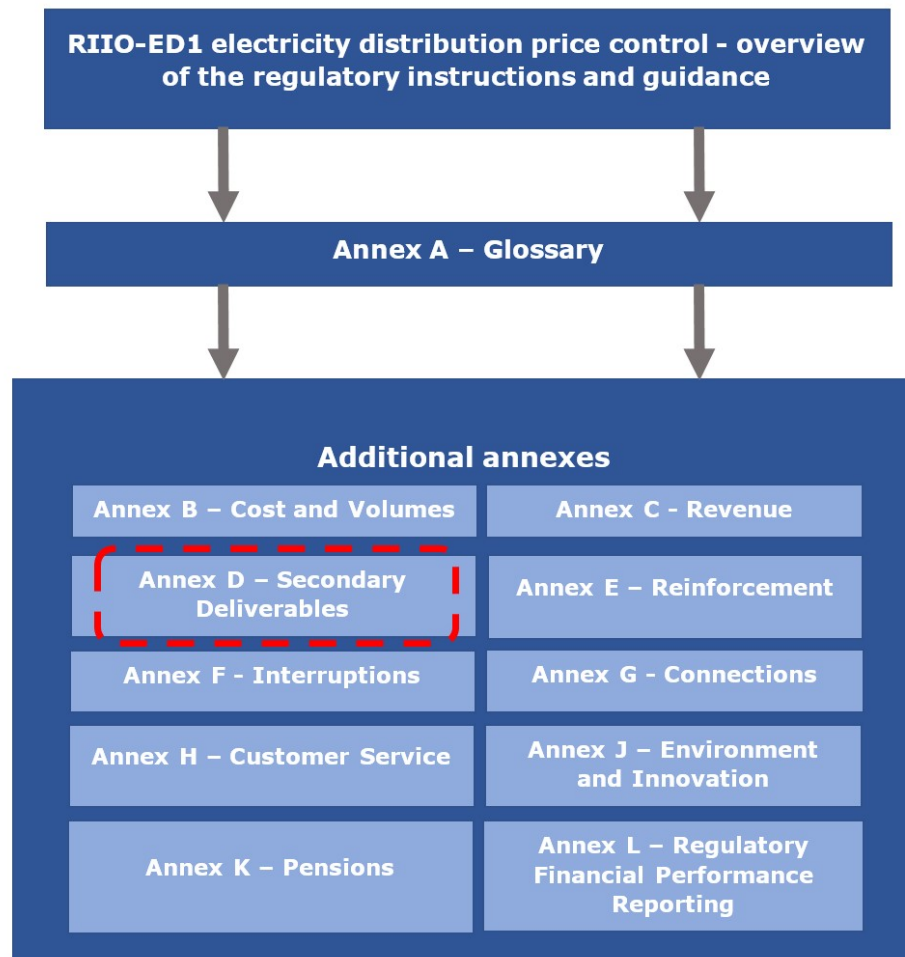 RIIO-ED1 electricity distribution price control - overview
of the regulatory instructions and guidance
Annex A – Glossary
Additional annexes
Annex B – Cost and Volumes
Annex C - Revenue
Annex D – Secondary
Deliverables
Annex E – Reinforcement
Annex F - Interruptions
Annex G - Connections
Annex H – Customer Service
Annex J – Environment
and Innovation
Annex K – Pensions
Annex L – Regulatory
Financial Performance
Reporting